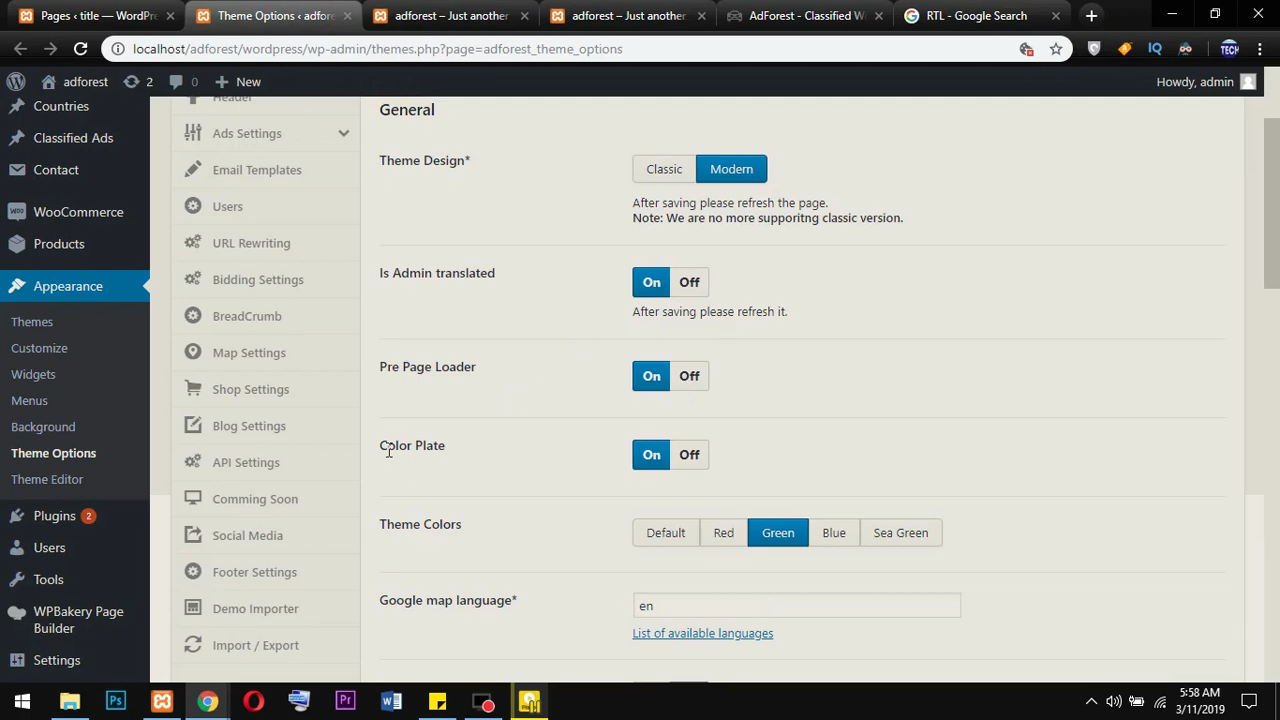 Pages ‹ title — WordPre
Theme Options ‹ adfore
adforest – Just another
adforest – Just another
AdForest - Classified W
RTL - Google Search
localhost/adforest/wordpress/wp-admin/themes.php?page=adforest_theme_options
adforest
2
0
New
Howdy, admin
Countries
Classified Ads
Contact
WooCommerce
Products
Appearance
Themes
Customize
Widgets
Menus
Background
Theme Options
Theme Editor
Plugins 2
Users
Tools
WPBakery Page
Builder
Settings
Header
Ads Settings
Email Templates
Users
URL Rewriting
Bidding Settings
BreadCrumb
Map Settings
Shop Settings
Blog Settings
API Settings
Comming Soon
Social Media
Footer Settings
Demo Importer
Import / Export
General
Theme Design*
Classic Modern
After saving please refresh the page.
Note: We are no more supporitng classic version.
Is Admin translated
On Off
After saving please refresh it.
Pre Page Loader
On Off
Color Plate
On Off
Theme Colors
Default Red Green Blue Sea Green
Google map language*
en
List of available languages
5:58 AM
3/11/2019